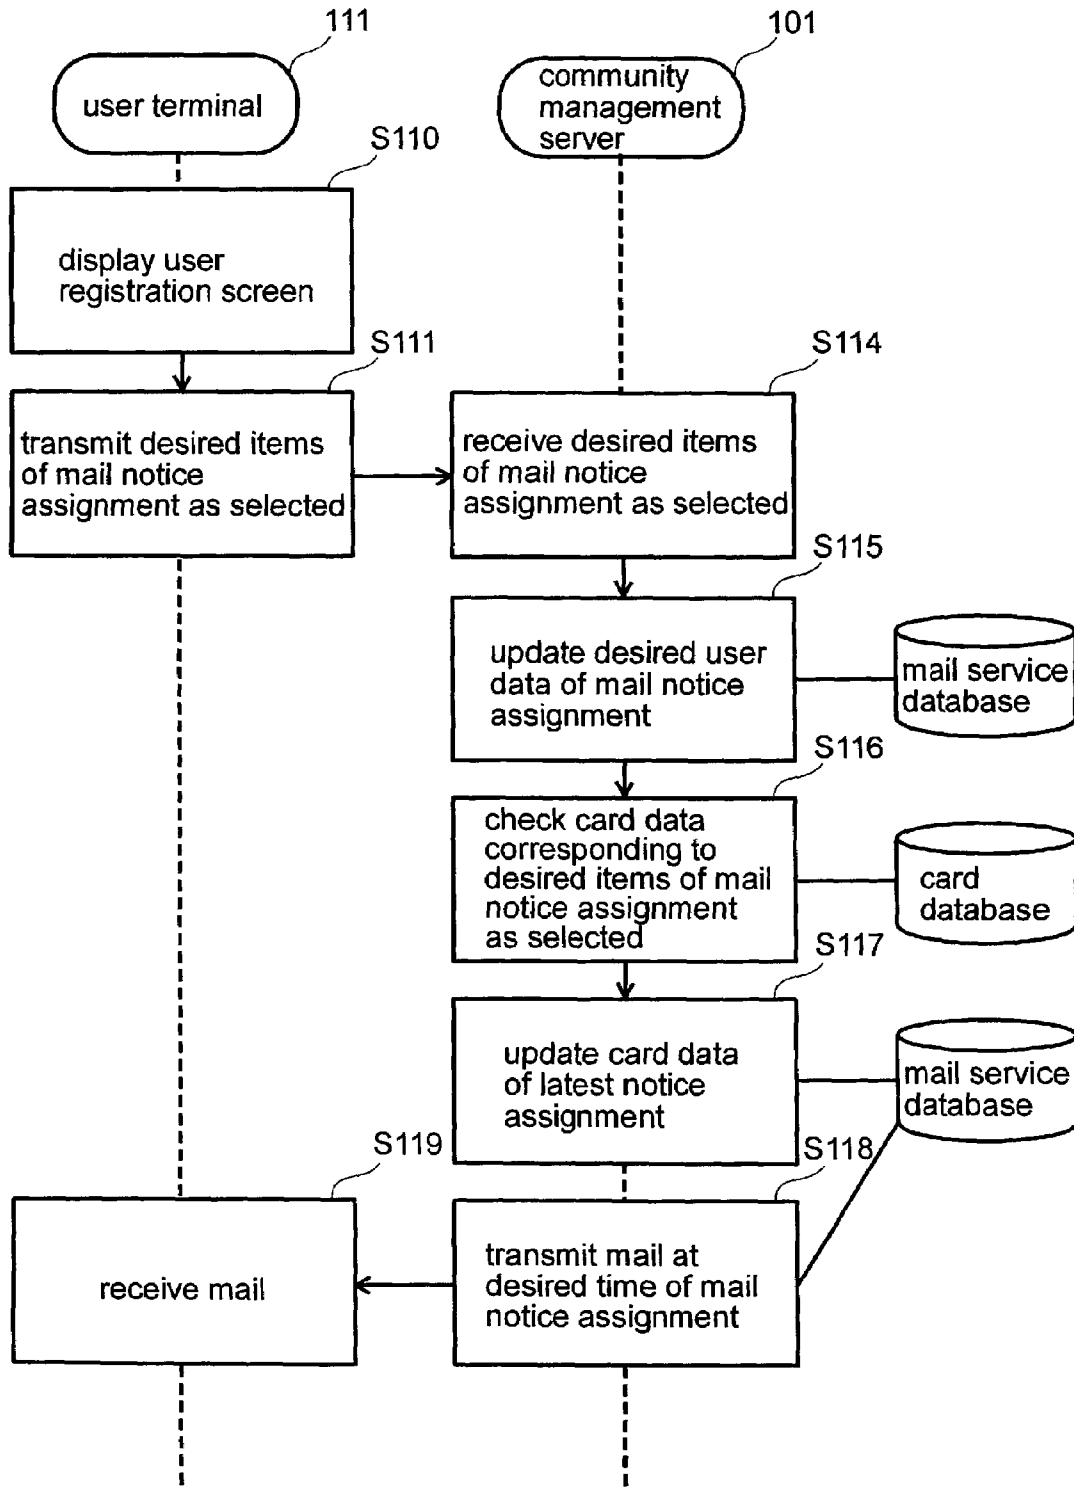 111
101
user terminal
community
management
server
S110
display user
registration screen
S111
S114
transmit desired items
of mail notice
assignment as selected
receive desired items
of mail notice
assignment as selected
S115
update desired user
data of mail notice
assignment
mail service
database
S116
check card data
corresponding to
desired items of mail
notice assignment
as selected
card
database
S117
update card data
of latest notice
assignment
mail service
database
S119
S118
receive mail
transmit mail at
desired time of mail
notice assignment